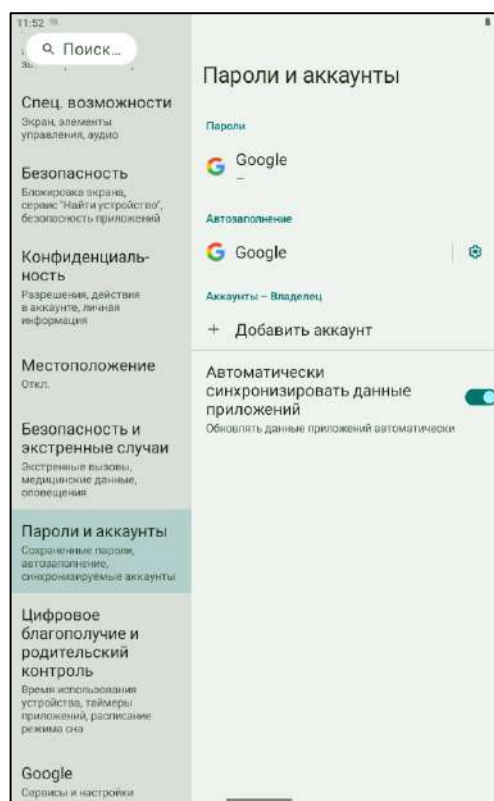 11:52
Поиск...
Спец. возможности
Экран, элементы
управления, аудио
Безопасность
Блокировка экрана,
сервис "Найти устройство",
безопасность приложений
Конфиденциаль-
ность
Разрешения, действия
в аккаунте, личная
информация
Местоположение
Откл.
Безопасность и
экстренные случаи
Экстренные вызовы,
медицинские данные,
оповещения
Пароли и аккаунты
Сохраненные пароли,
автозаполнение,
синхронизируемые аккаунты
Цифровое
благополучие и
родительский
контроль
Время использования
устройства, таймеры
приложений, расписание
режима сна
Google
Сервисы и настройки
Пароли и аккаунты
Пароли
Google
–
Автозаполнение
Google
Аккаунты – Владелец
+ Добавить аккаунт
Автоматически
синхронизировать данные
приложений
Обновлять данные приложений автоматически